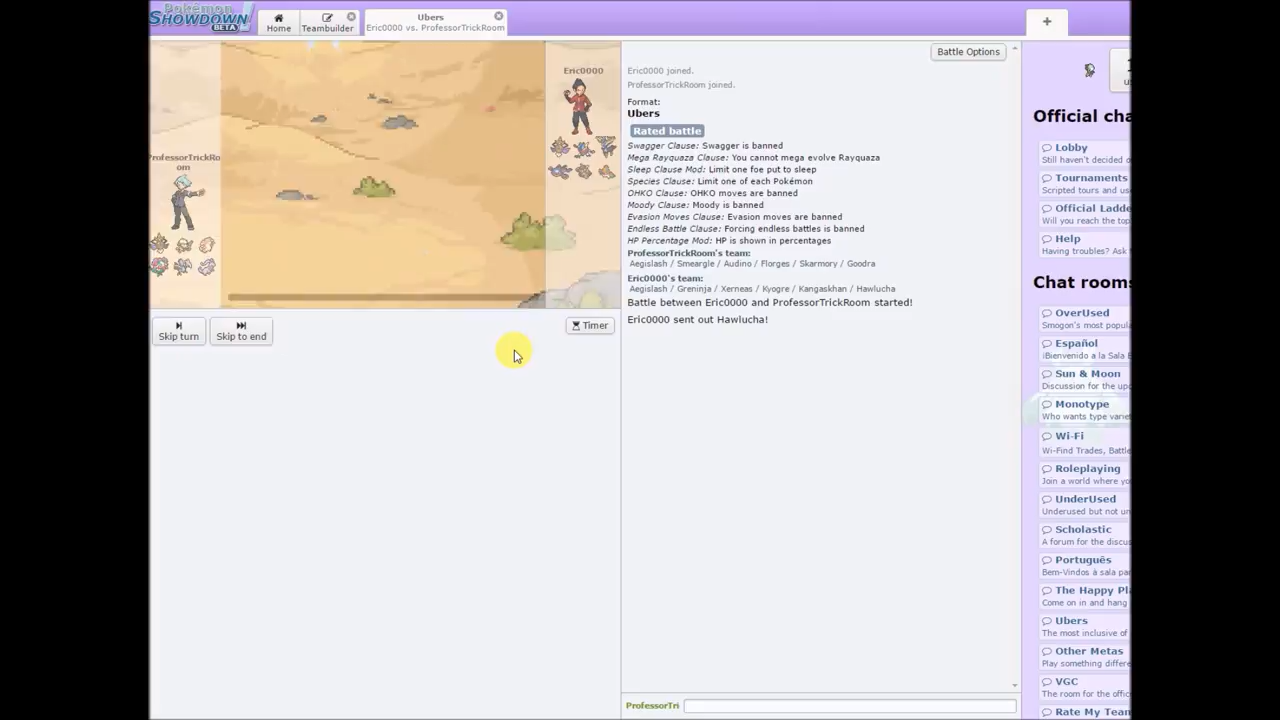 Pokémon
SHOWDOWN!
BETA
Home
Teambuilder
Ubers
Eric0000 vs. ProfessorTrickRoom
+
ProfessorTrickRo
om
Eric0000
Skip turn
Skip to end
Timer
Battle Options
Eric0000 joined.
ProfessorTrickRoom joined.
Format:
Ubers
Rated battle
Swagger Clause: Swagger is banned
Mega Rayquaza Clause: You cannot mega evolve Rayquaza
Sleep Clause Mod: Limit one foe put to sleep
Species Clause: Limit one of each Pokémon
OHKO Clause: OHKO moves are banned
Moody Clause: Moody is banned
Evasion Moves Clause: Evasion moves are banned
Endless Battle Clause: Forcing endless battles is banned
HP Percentage Mod: HP is shown in percentages
ProfessorTrickRoom's team:
Aegislash / Smeargle / Audino / Florges / Skarmory / Goodra
Eric0000's team:
Aegislash / Greninja / Xerneas / Kyogre / Kangaskhan / Hawlucha
Battle between Eric0000 and ProfessorTrickRoom started!
Eric0000 sent out Hawlucha!
ProfessorTri
Official cha
Lobby
Still haven't decided o
Tournaments
Scripted tours and use
Official Ladde
Will you reach the top
Help
Having troubles? Ask
Chat room
OverUsed
Smogon's most popula
Español
¡Bienvenido a la Sala E
Sun & Moon
Discussion for the up
Monotype
Who wants type varie
Wi-Fi
Wi-Find Trades, Battle
Roleplaying
Join a world where yo
UnderUsed
Underused but not un
Scholastic
A forum for the discus
Português
Bem-Vindos à sala pa
The Happy Pl
Come on in and hang
Ubers
The most inclusive of
Other Metas
Play something differe
VGC
The room for the offic
Rate My Team